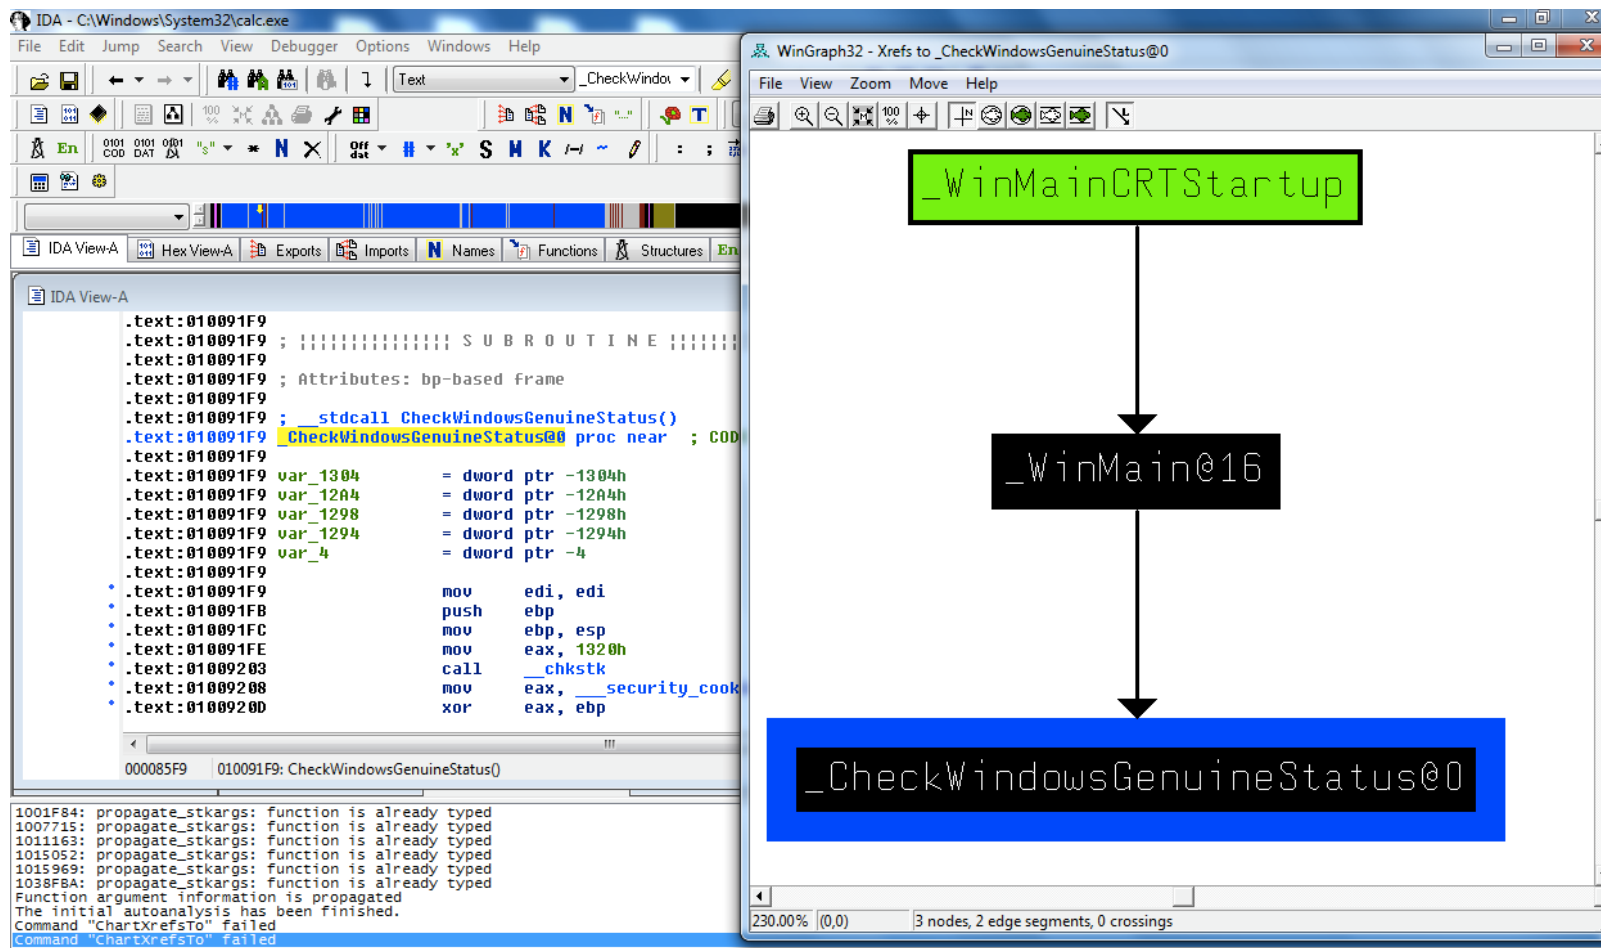 IDA - C:\Windows\System32\calc.exe
File Edit Jump Search View Debugger Options Windows Help
Text
_CheckWindov
IDA View-A Hex View-A Exports Imports Names Functions Structures En
IDA View-A
.text:010091F9
.text:010091F9 ; ¦¦¦¦¦¦¦¦¦¦¦¦¦¦¦ S U B R O U T I N E ¦¦¦¦¦¦¦
.text:010091F9
.text:010091F9 ; Attributes: bp-based frame
.text:010091F9
.text:010091F9 ; __stdcall CheckWindowsGenuineStatus()
.text:010091F9 _CheckWindowsGenuineStatus@0 proc near ; COD
.text:010091F9
.text:010091F9 var_1304 = dword ptr -1304h
.text:010091F9 var_12A4 = dword ptr -12A4h
.text:010091F9 var_1298 = dword ptr -1298h
.text:010091F9 var_1294 = dword ptr -1294h
.text:010091F9 var_4 = dword ptr -4
.text:010091F9
.text:010091F9 mov edi, edi
.text:010091FB push ebp
.text:010091FC mov ebp, esp
.text:010091FE mov eax, 1320h
.text:01009203 call __chkstk
.text:01009208 mov eax, ___security_cook
.text:0100920D xor eax, ebp
000085F9 010091F9: CheckWindowsGenuineStatus()
1001F84: propagate_stkargs: function is already typed
1007715: propagate_stkargs: function is already typed
1011163: propagate_stkargs: function is already typed
1015052: propagate_stkargs: function is already typed
1015969: propagate_stkargs: function is already typed
1038FBA: propagate_stkargs: function is already typed
Function argument information is propagated
The initial autoanalysis has been finished.
Command "ChartXrefsTo" failed
Command "ChartXrefsTo" failed
WinGraph32 - Xrefs to _CheckWindowsGenuineStatus@0
File View Zoom Move Help
_WinMainCRTStartup
_WinMain@16
_CheckWindowsGenuineStatus@0
230.00% (0,0) 3 nodes, 2 edge segments, 0 crossings